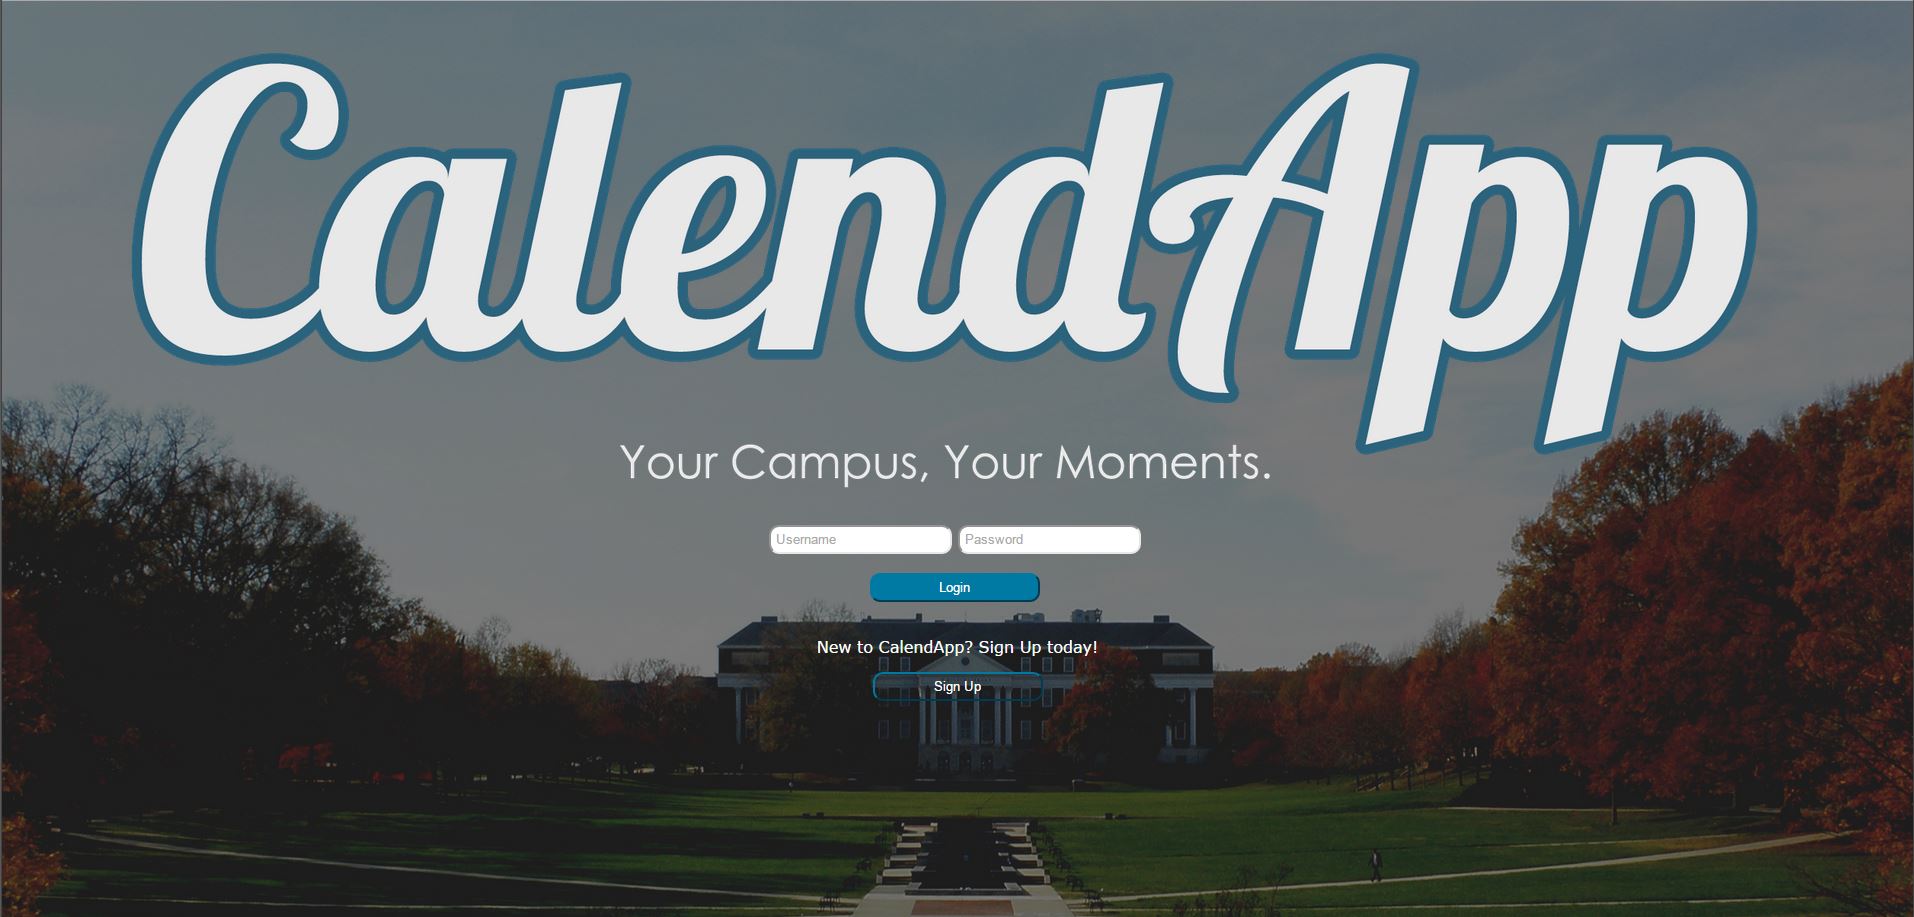 CalendApp
Your Campus, Your Moments.
Username Password
Login
New to CalendApp? Sign Up today!
Sign Up